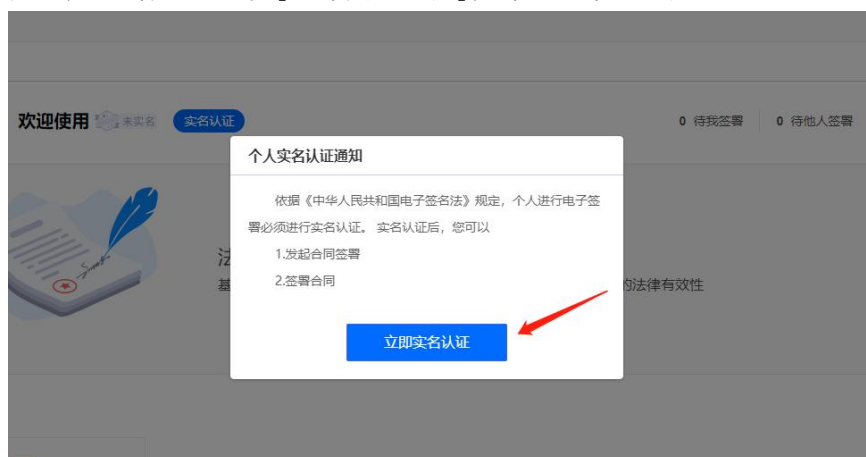 欢迎使用 未实名 实名认证 0 待我签署 0 待他人签署
个人实名认证通知
依据《中华人民共和国电子签名法》规定，个人进行电子签
署必须进行实名认证。 实名认证后，您可以
1.发起合同签署
2.签署合同
法
基
的法律有效性
立即实名认证